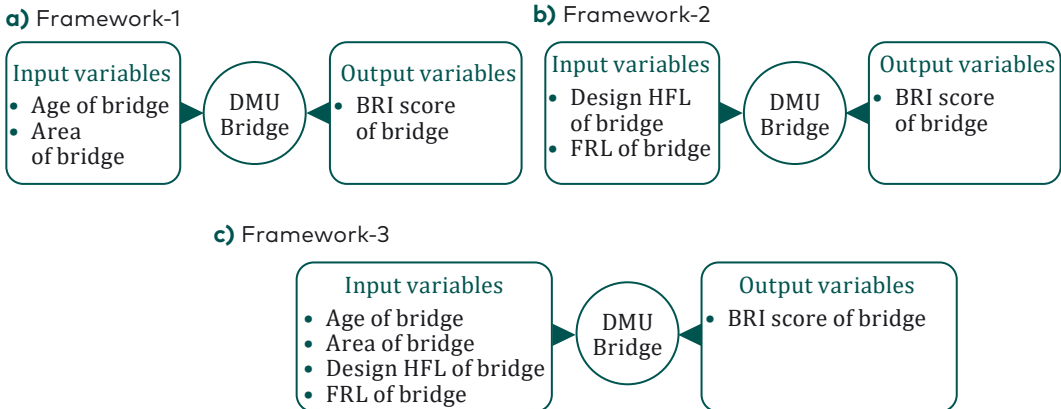 a) Framework-1
Input variables
• Age of bridge
• Area
of bridge
DMU
Bridge
Output variables
• BRI score
of bridge
b) Framework-2
Input variables
• Design HFL
of bridge
• FRL of bridge
DMU
Bridge
Output variables
• BRI score
of bridge
c) Framework-3
Input variables
• Age of bridge
• Area of bridge
• Design HFL of bridge
• FRL of bridge
DMU
Bridge
Output variables
• BRI score of bridge